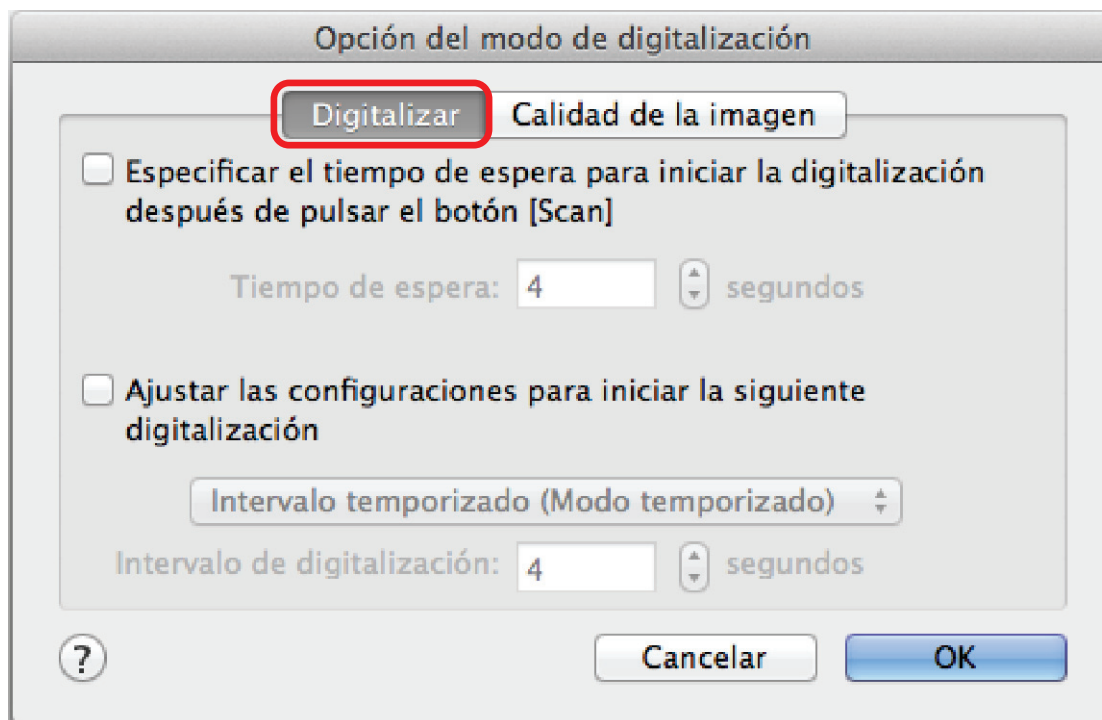 Opción del modo de digitalización
Digitalizar
Calidad de la imagen
Especificar el tiempo de espera para iniciar la digitalización
después de pulsar el botón [Scan]
Tiempo de espera: 4 segundos
Ajustar las configuraciones para iniciar la siguiente
digitalización
Intervalo temporizado (Modo temporizado)
Intervalo de digitalización: 4 segundos
? Cancelar OK